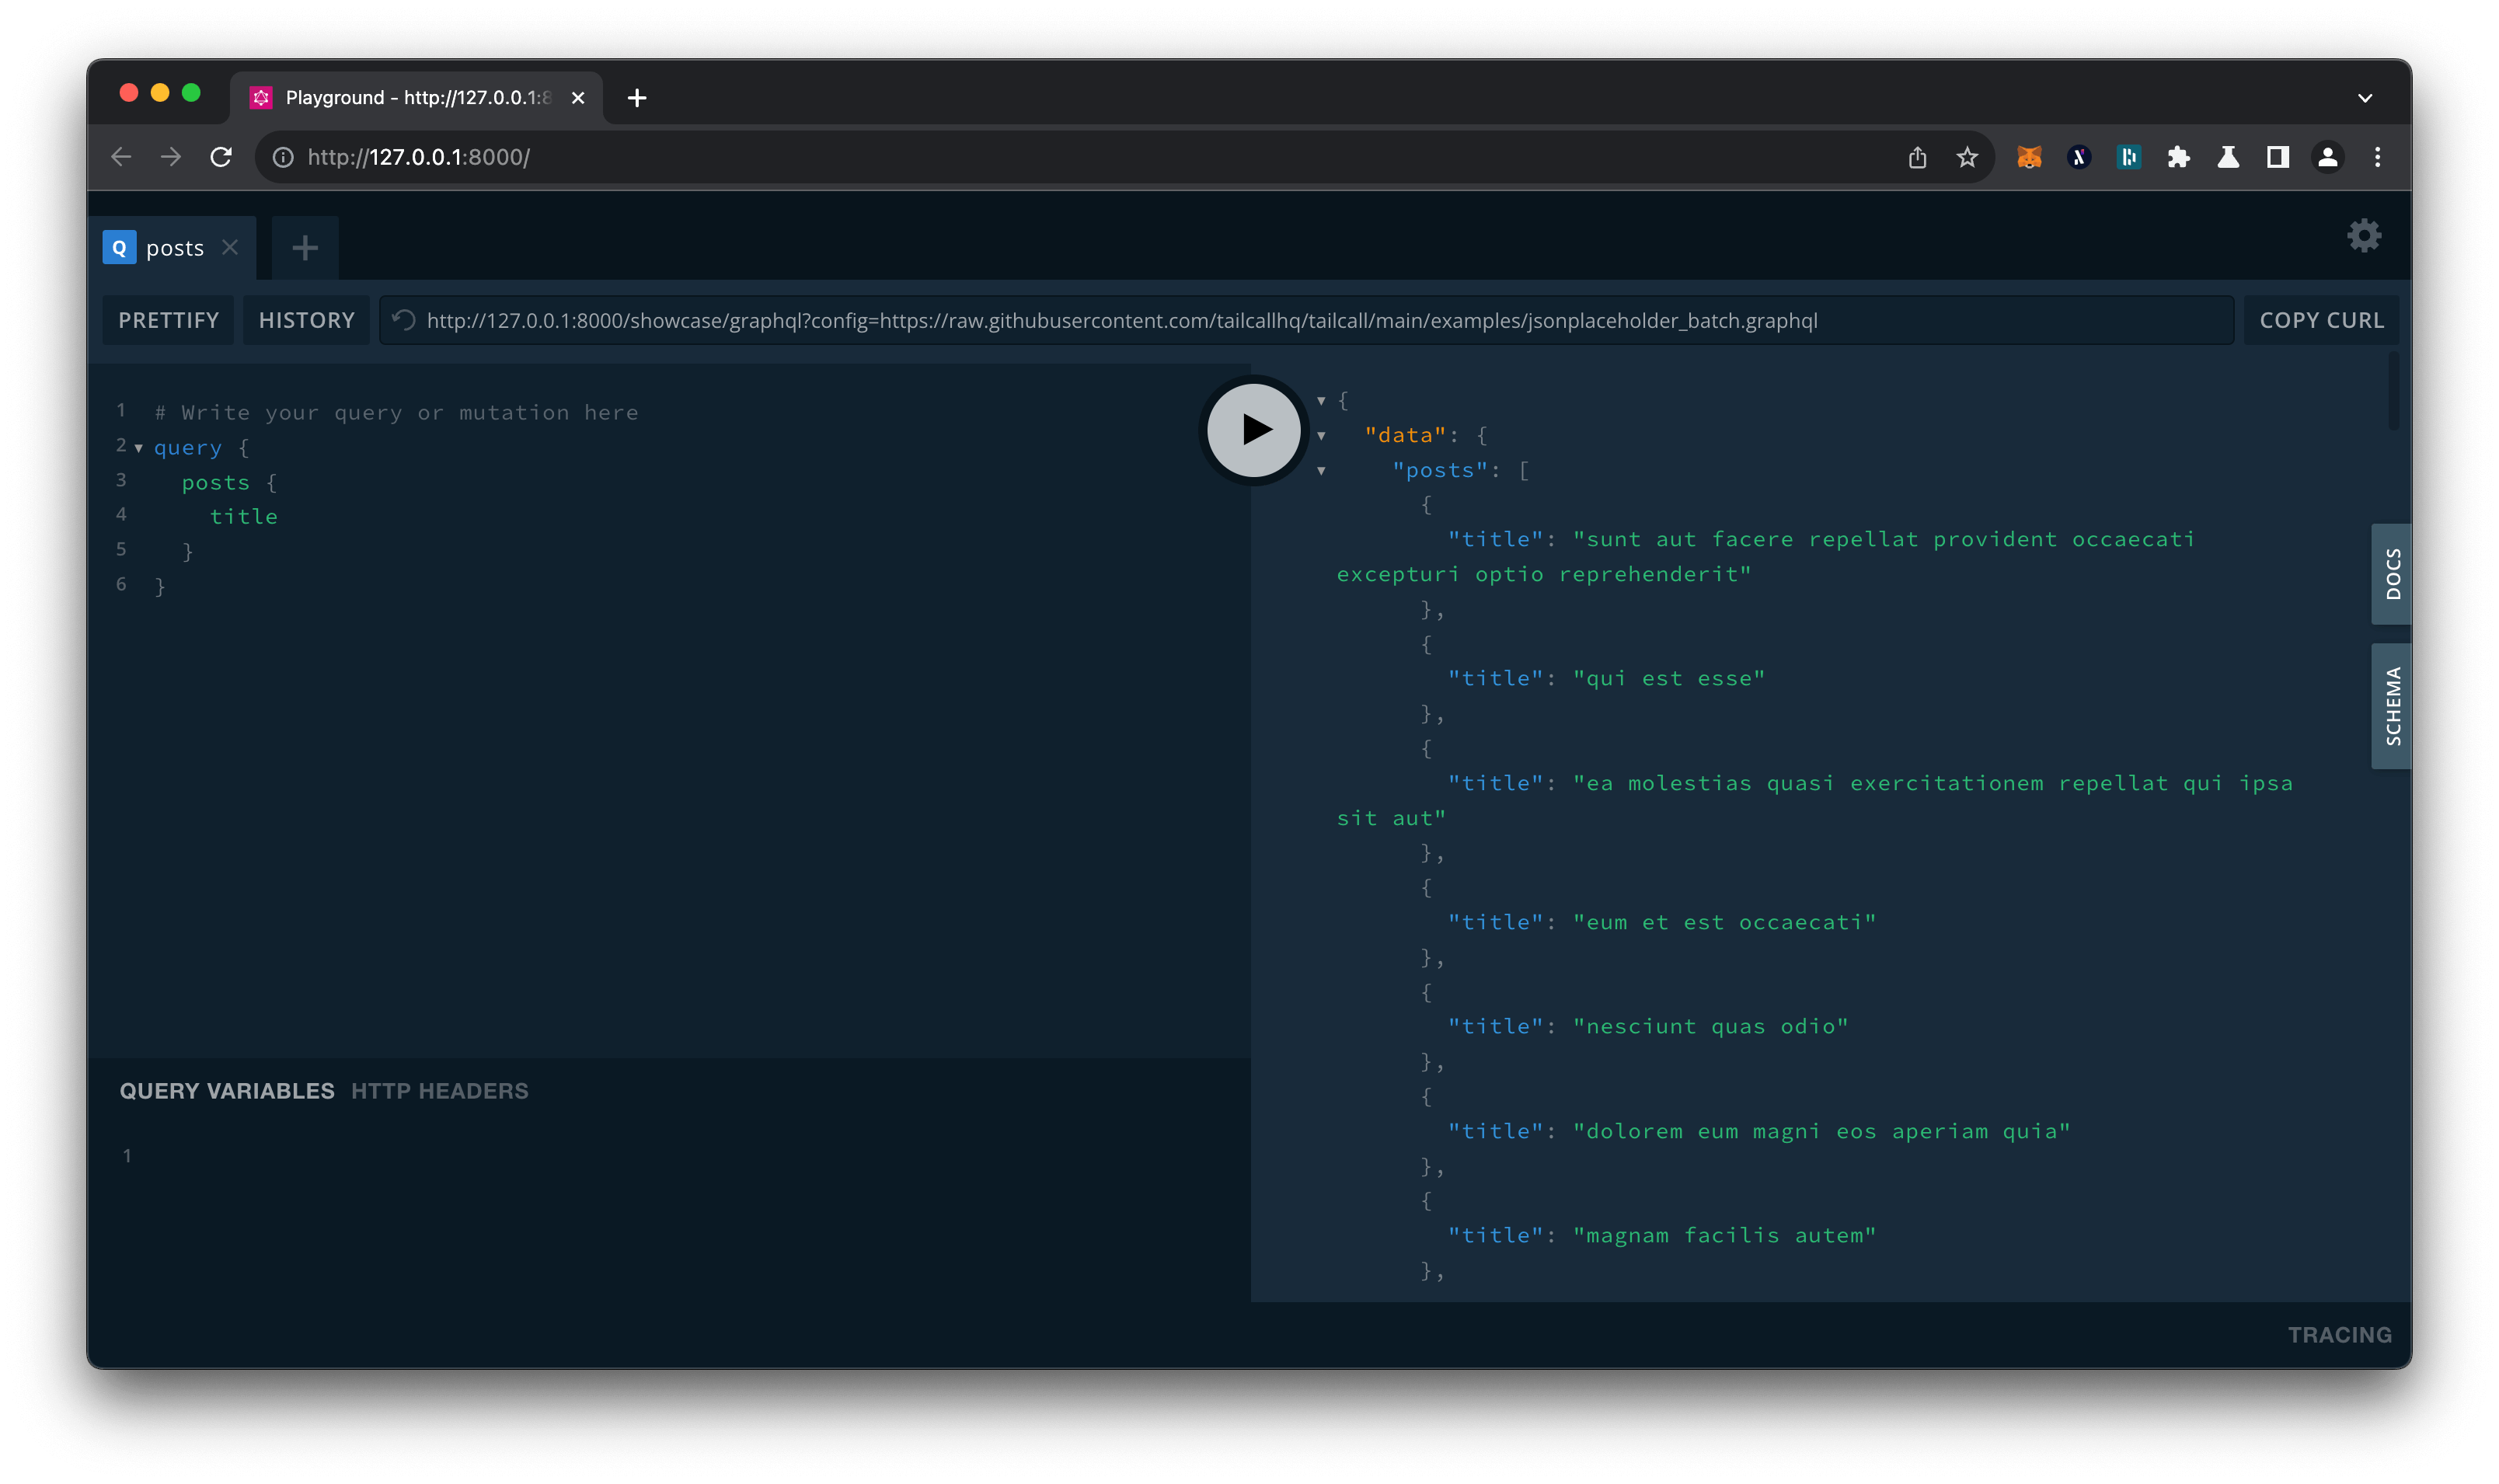 Playground - http://127.0.0.1:8
http://127.0.0.1:8000/
Q posts
PRETTIFY HISTORY http://127.0.0.1:8000/showcase/graphql?config=https://raw.githubusercontent.com/tailcallhq/tailcall/main/examples/jsonplaceholder_batch.graphql COPY CURL
1 # Write your query or mutation here
2 query {
3 posts {
4 title
5 }
6 }
QUERY VARIABLES HTTP HEADERS
1
{
"data": {
"posts": [
{
"title": "sunt aut facere repellat provident occaecati
excepturi optio reprehenderit"
},
{
"title": "qui est esse"
},
{
"title": "ea molestias quasi exercitationem repellat qui ipsa
sit aut"
},
{
"title": "eum et est occaecati"
},
{
"title": "nesciunt quas odio"
},
{
"title": "dolorem eum magni eos aperiam quia"
},
{
"title": "magnam facilis autem"
},
DOCS
SCHEMA
TRACING